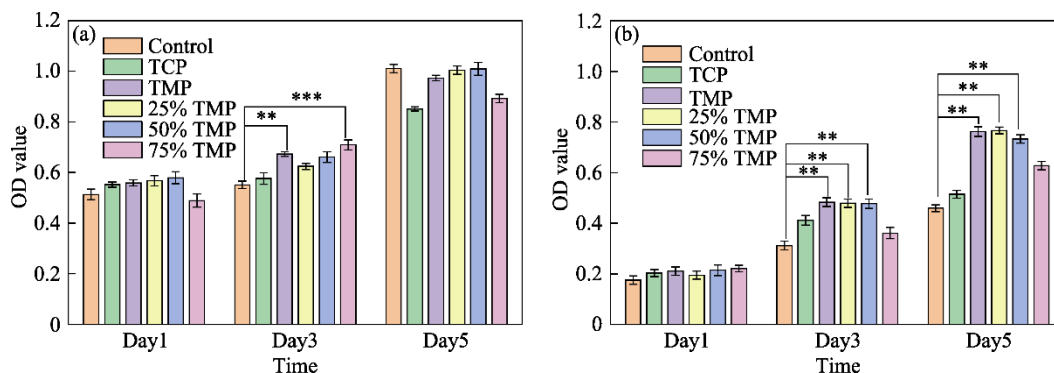 (a)
Control
TCP
TMP
25% TMP
50% TMP
75% TMP
**
***
OD value
1.2
1.0
0.8
0.6
0.4
0.2
0
Day1
Day3
Day5
Time
(b)
Control
TCP
TMP
25% TMP
50% TMP
75% TMP
**
**
**
**
**
**
OD value
1.2
1.0
0.8
0.6
0.4
0.2
0
Day1
Day3
Day5
Time